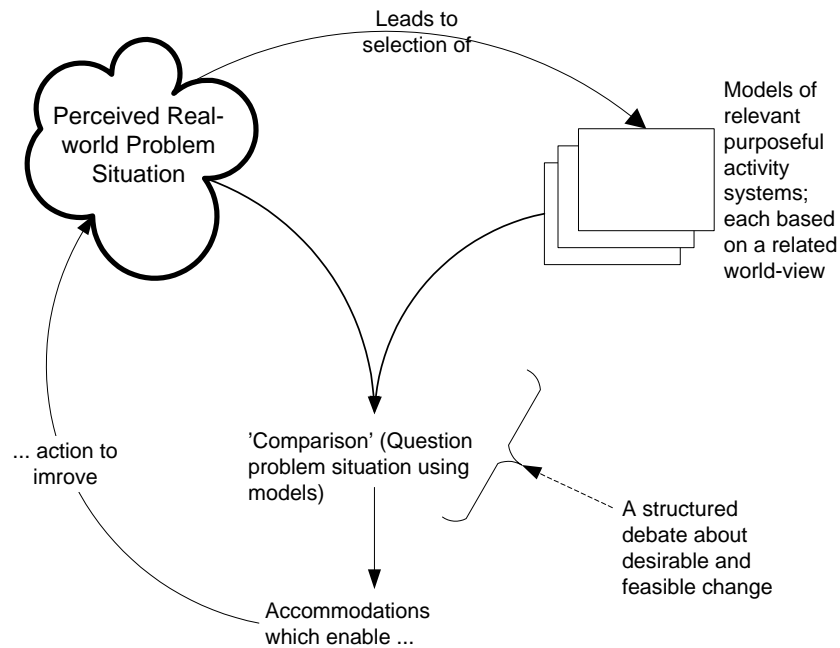 Leads to
selection of
Perceived Real-
world Problem
Situation
Models of
relevant
purposeful
activity
systems;
each based
on a related
world-view
'Comparison' (Question
problem situation using
models)
... action to
imrove
A structured
debate about
desirable and
feasible change
Accommodations
which enable ...